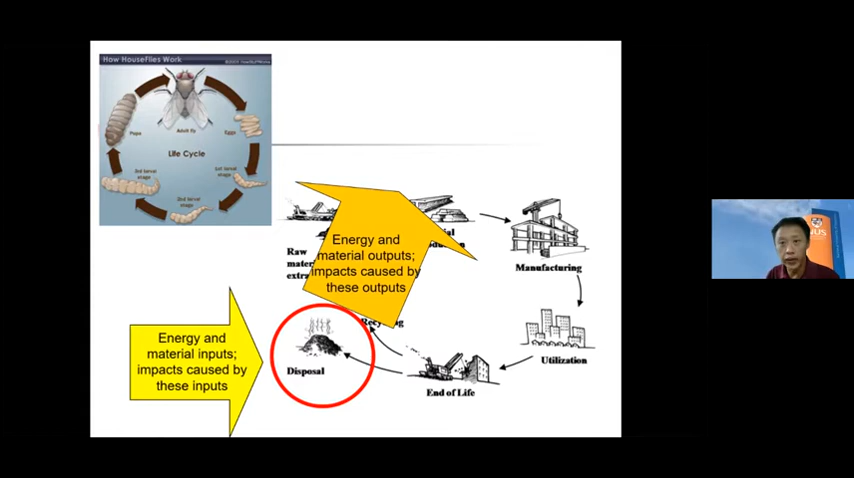 How HouseFlies Work
Adult fly
Pupa
Eggs
Life Cycle
3rd larval
stage
1st larval
stage
2nd larval
stage
Energy and
material outputs;
impacts caused by
these outputs
Raw
Manufacturing
Energy and
material inputs;
impacts caused by
these inputs
Disposal
Utilization
End of Life